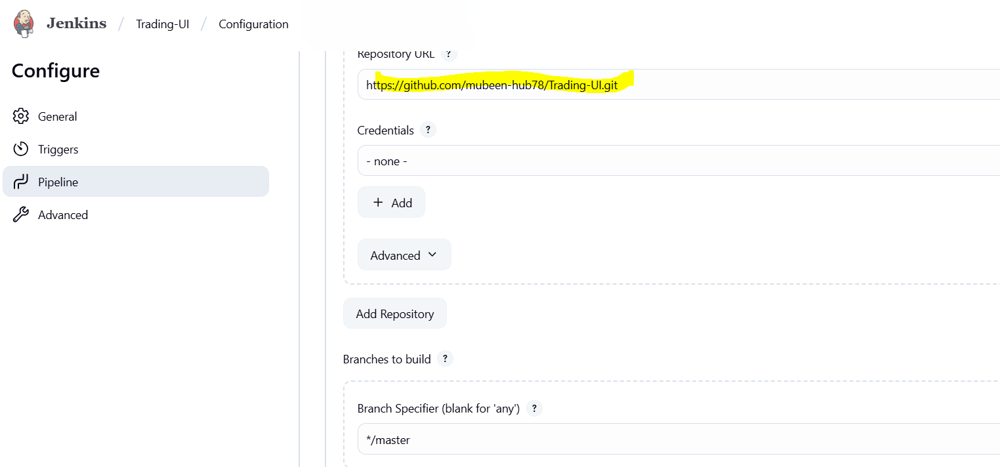 Jenkins / Trading-UI / Configuration
Configure
General
Triggers
Pipeline
Advanced
Repository URL ?
https://github.com/mubeen-hub78/Trading-UI.git
Credentials ?
- none -
+ Add
Advanced
Add Repository
Branches to build ?
Branch Specifier (blank for 'any') ?
*/master